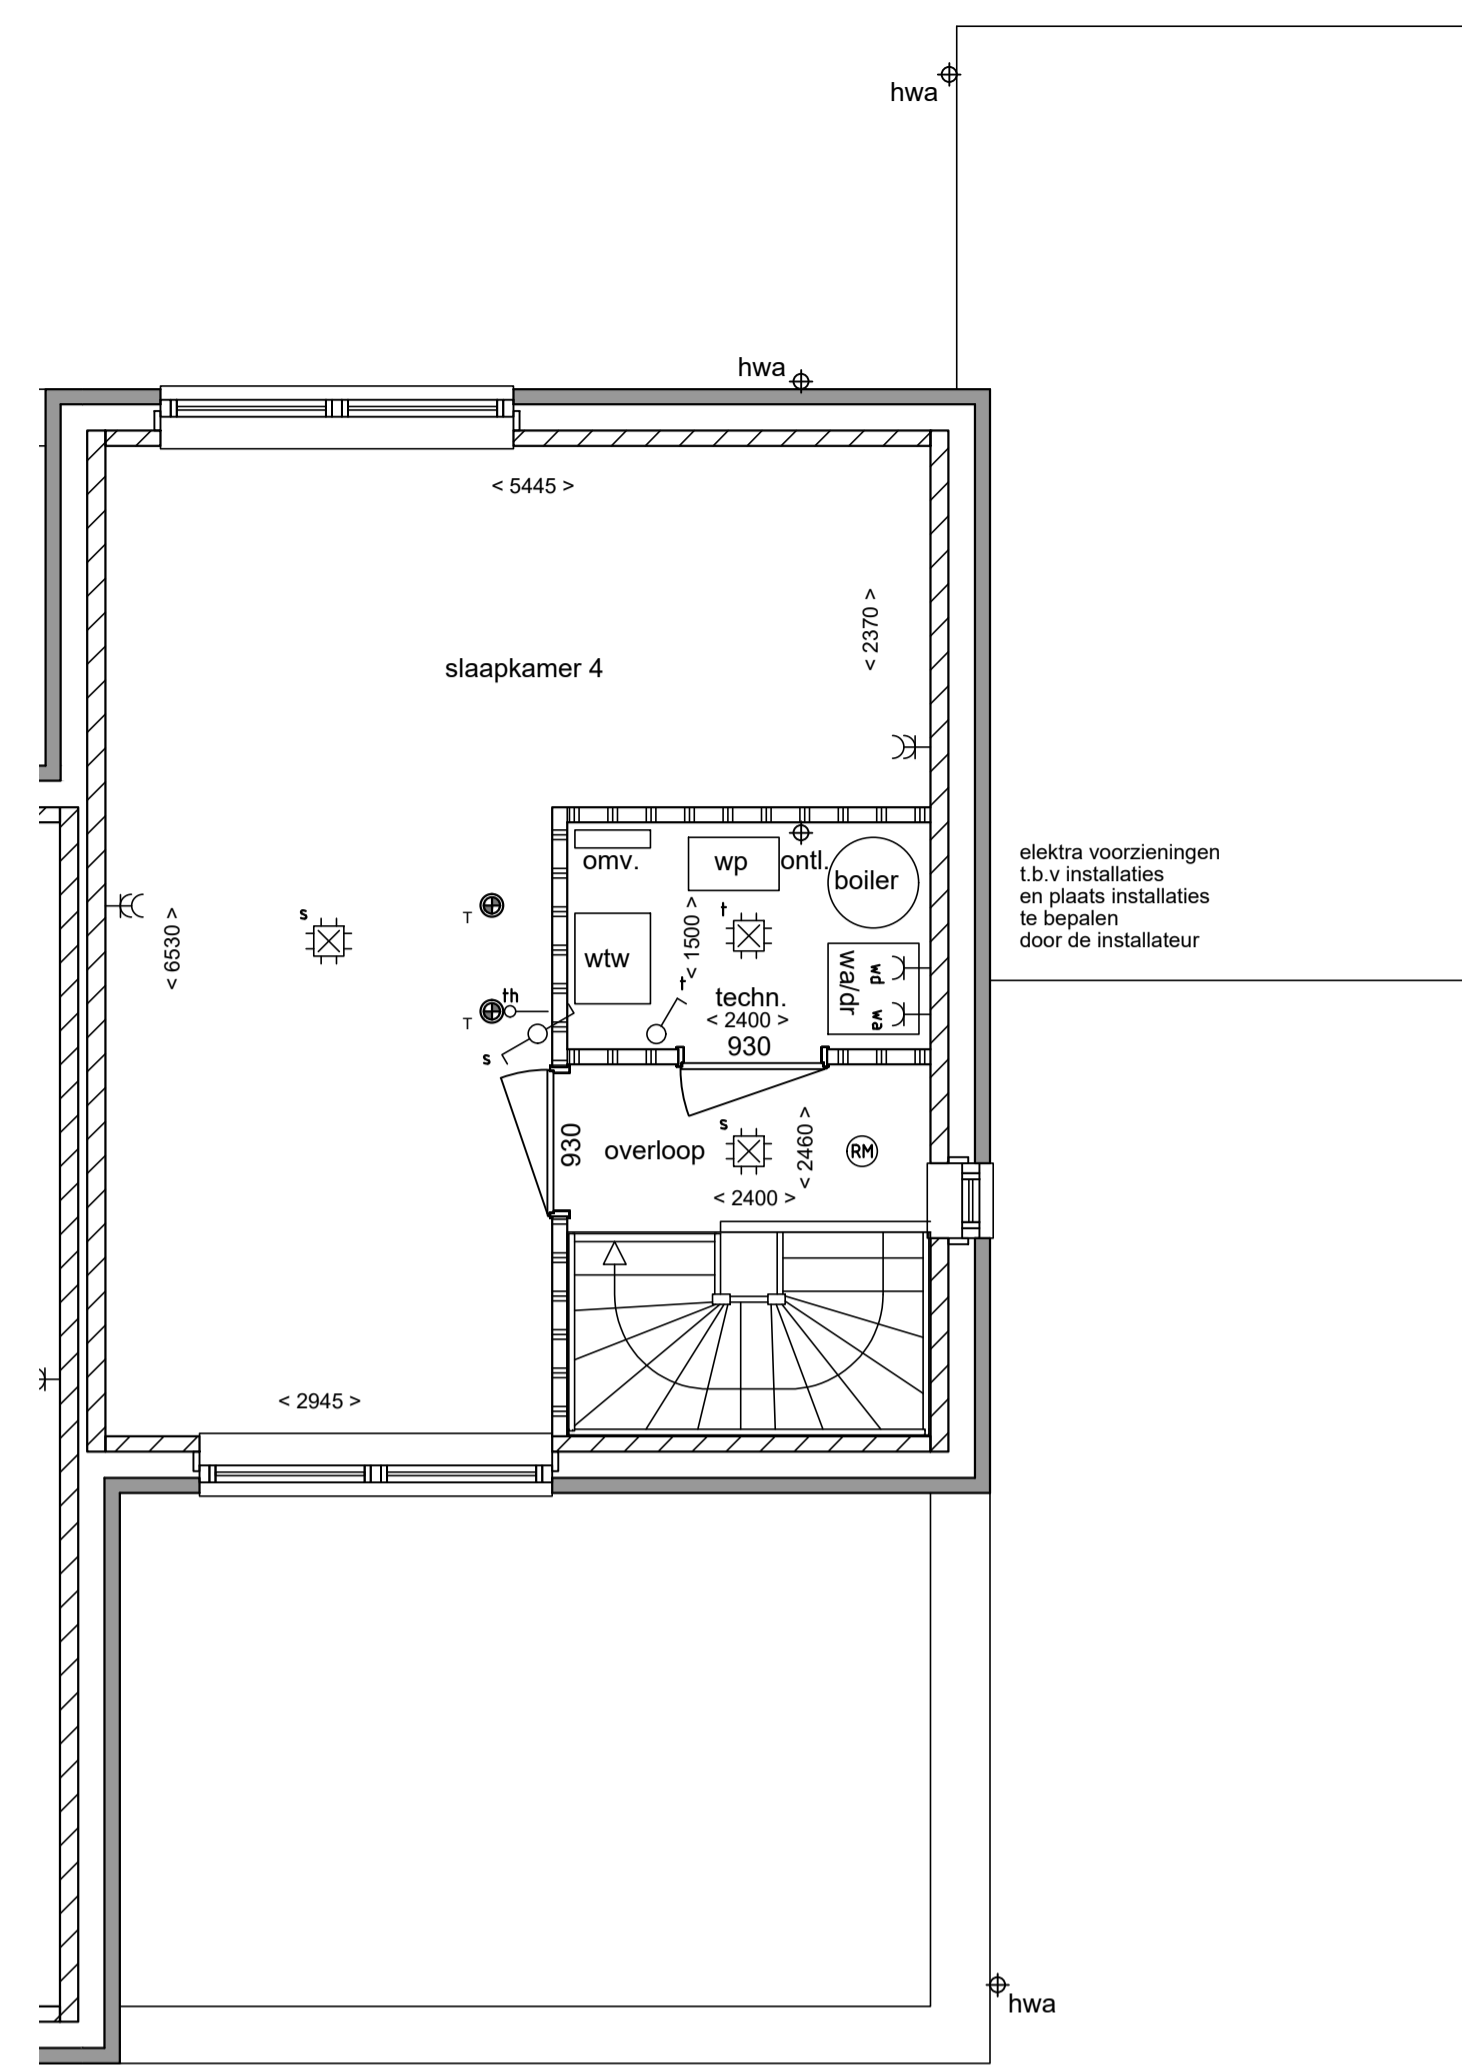 hwa
hwa
< 5445 >
< 2370 >
slaapkamer 4
elektra voorzieningen
t.b.v installaties
en plaats installaties
te bepalen
door de installateur
omv.
wp
ontl.
boiler
s
T
t
< 6530 >
< 1500 >
wtw
wa/dr
wd
wa
th
T
t
techn.
< 2400 >
930
s
930
overloop
s
< 2460 >
RM
< 2400 >
< 2945 >
hwa